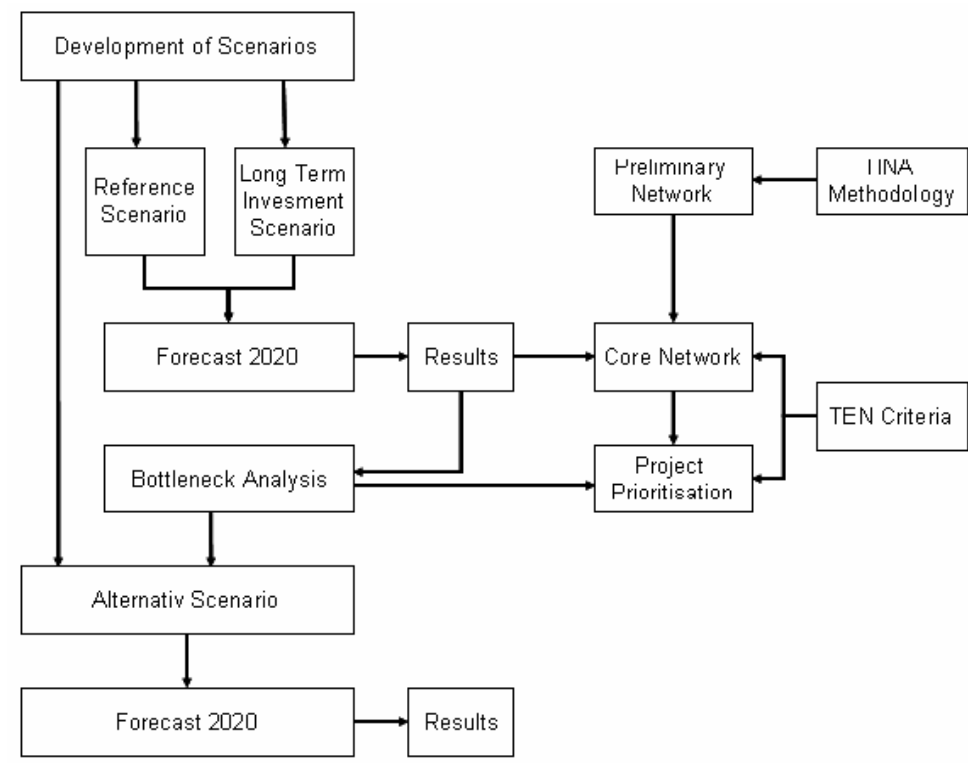 Development of Scenarios
Reference
Scenario
Long Term
Invesment
Scenario
Preliminary
Network
TINA
Methodology
Forecast 2020
Results
Core Network
TEN Criteria
Bottleneck Analysis
Project
Prioritisation
Alternativ Scenario
Forecast 2020
Results